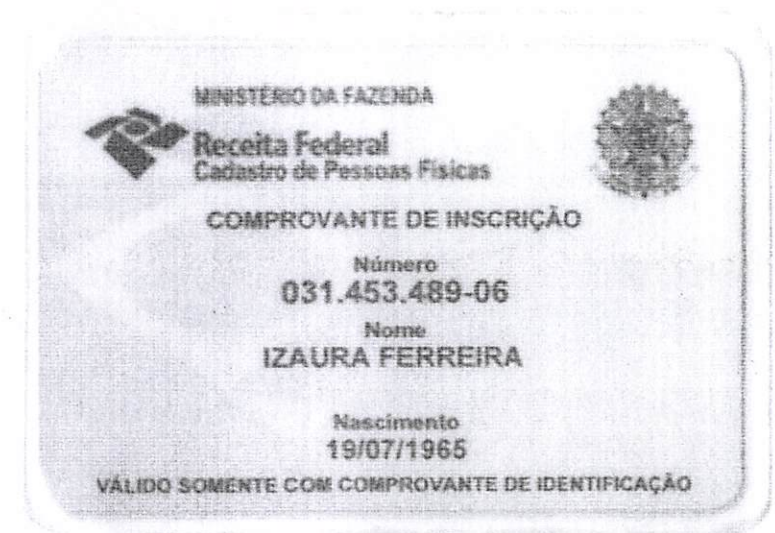 MINISTÉRIO DA FAZENDA
Receita Federal
Cadastro de Pessoas Físicas
COMPROVANTE DE INSCRIÇÃO
Número
031.453.489-06
Nome
IZAURA FERREIRA
Nascimento
19/07/1965
VÁLIDO SOMENTE COM COMPROVANTE DE IDENTIFICAÇÃO